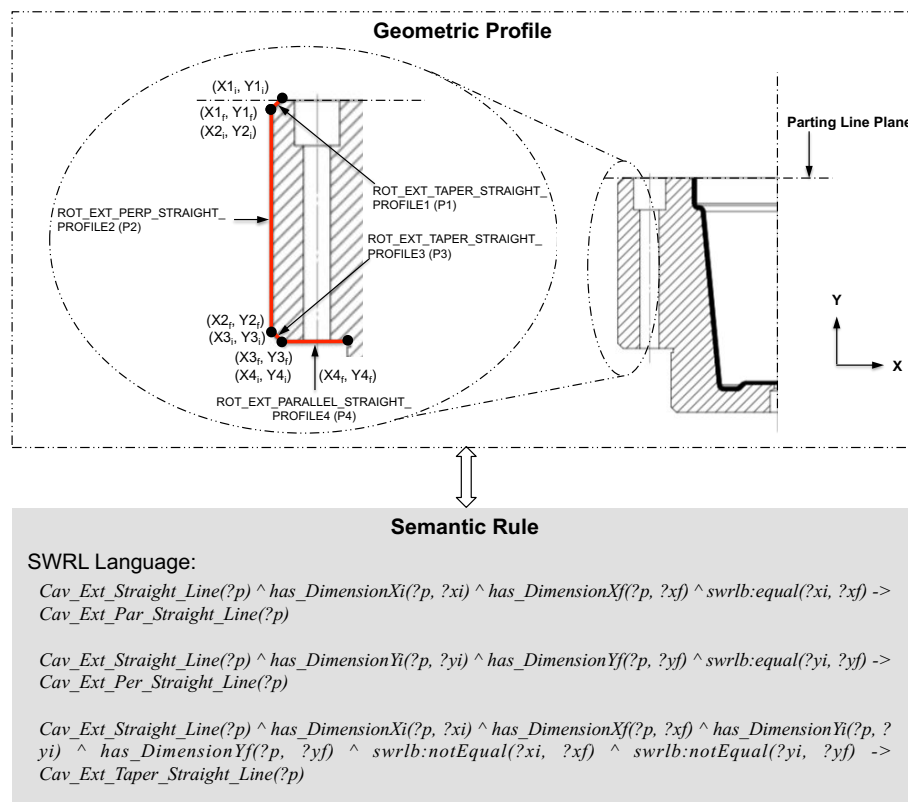 Geometric Profile
(X1i, Y1i)
(X1f, Y1f)
(X2i, Y2i)
Parting Line Plane
ROT_EXT_TAPER_STRAIGHT_
PROFILE1 (P1)
ROT_EXT_PERP_STRAIGHT_
PROFILE2 (P2)
ROT_EXT_TAPER_STRAIGHT_
PROFILE3 (P3)
(X2f, Y2f)
(X3i, Y3i)
(X3f, Y3f)
(X4i, Y4i)
(X4f, Y4f)
ROT_EXT_PARALLEL_STRAIGHT_
PROFILE4 (P4)
Y
X
Semantic Rule
SWRL Language:
Cav_Ext_Straight_Line(?p) ^ has_DimensionXi(?p, ?xi) ^ has_DimensionXf(?p, ?xf) ^ swrlb:equal(?xi, ?xf) ->
Cav_Ext_Par_Straight_Line(?p)
Cav_Ext_Straight_Line(?p) ^ has_DimensionYi(?p, ?yi) ^ has_DimensionYf(?p, ?yf) ^ swrlb:equal(?yi, ?yf) ->
Cav_Ext_Per_Straight_Line(?p)
Cav_Ext_Straight_Line(?p) ^ has_DimensionXi(?p, ?xi) ^ has_DimensionXf(?p, ?xf) ^ has_DimensionYi(?p, ?
yi) ^ has_DimensionYf(?p, ?yf) ^ swrlb:notEqual(?xi, ?xf) ^ swrlb:notEqual(?yi, ?yf) ->
Cav_Ext_Taper_Straight_Line(?p)